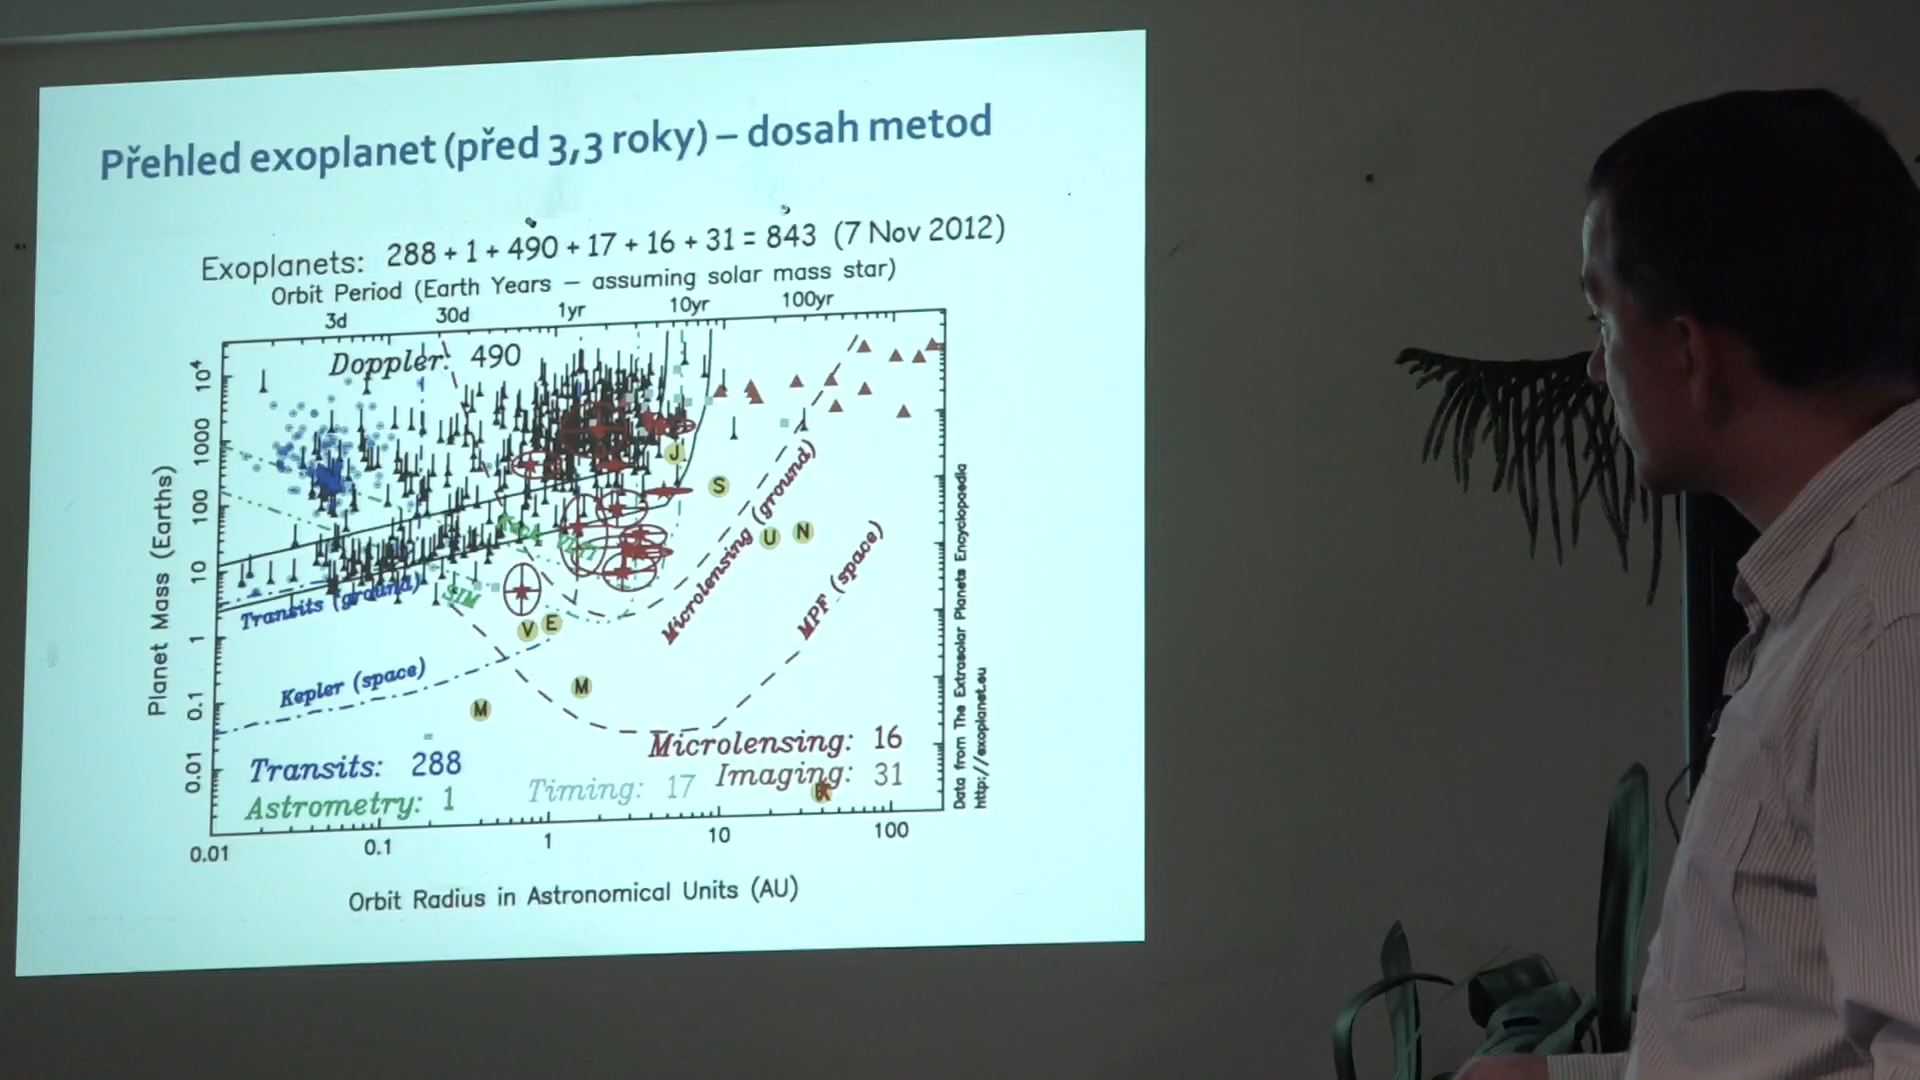 Přehled exoplanet (před 3,3 roky) – dosah metod
Exoplanets: 288 + 1 + 490 + 17 + 16 + 31 = 843 (7 Nov 2012)
Orbit Period (Earth Years – assuming solar mass star)
3d 30d 1yr 10yr 100yr
Doppler: 490
Planet Mass (Earths)
10⁴
1000
100
10
1
0.1
0.01
J
S
U N
V E
M
M
SIM
Transits (ground)
Kepler (space)
Microlensing (ground)
MPF (space)
Microlensing: 16
Transits: 288
Imaging: 31
Timing: 17
Astrometry: 1
0.01 0.1 1 10 100
Orbit Radius in Astronomical Units (AU)
Data from The Extrasolar Planets Encyclopaedia
http://exoplanet.eu